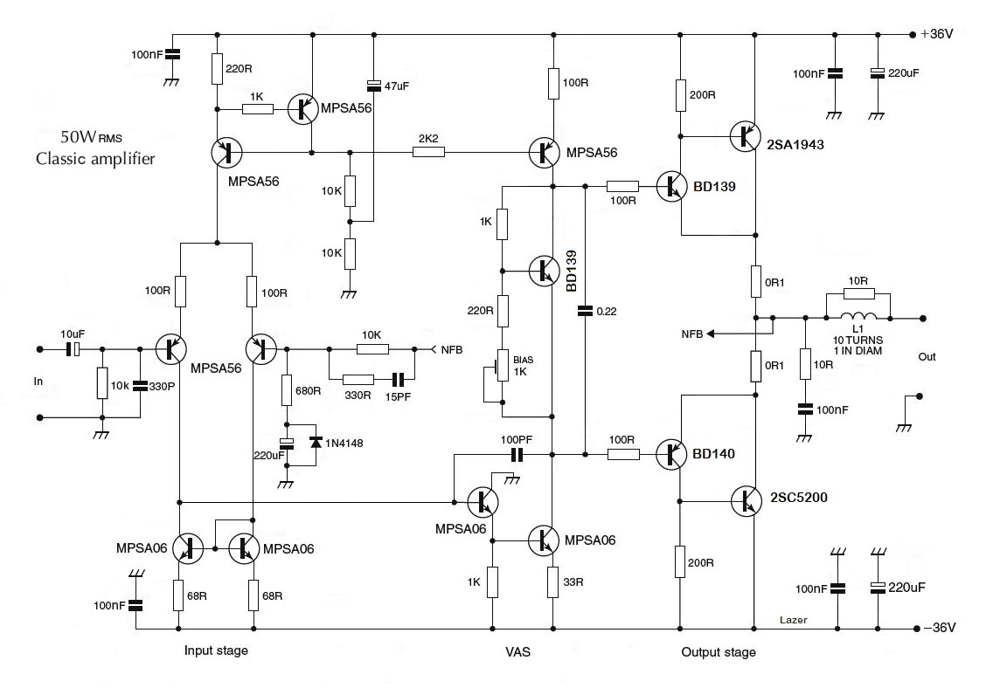 +36V
100nF
220R
47uF
100R
200R
100nF
220uF
1K
MPSA56
50W RMS
Classic amplifier
2K2
2SA1943
MPSA56
MPSA56
10K
BD139
100R
1K
10K
BD139
100R
100R
0R1
10R
220R
0.22
10uF
10K
NFB
L1
10 TURNS
1 IN DIAM
NFB
MPSA56
BIAS
1K
0R1
10R
Out
In
10k
330P
680R
330R
15PF
100nF
220uF
1N4148
100PF
100R
BD140
2SC5200
MPSA06
MPSA06
MPSA06
MPSA06
200R
100nF
68R
68R
1K
33R
100nF
220uF
Lazer
–36V
Input stage
VAS
Output stage